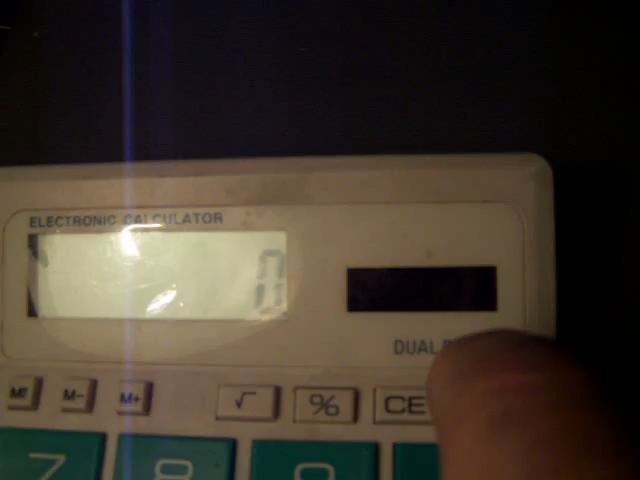 ELECTRONIC CALCULATOR
0
DUAL
M- M+ √ % CE
7 8